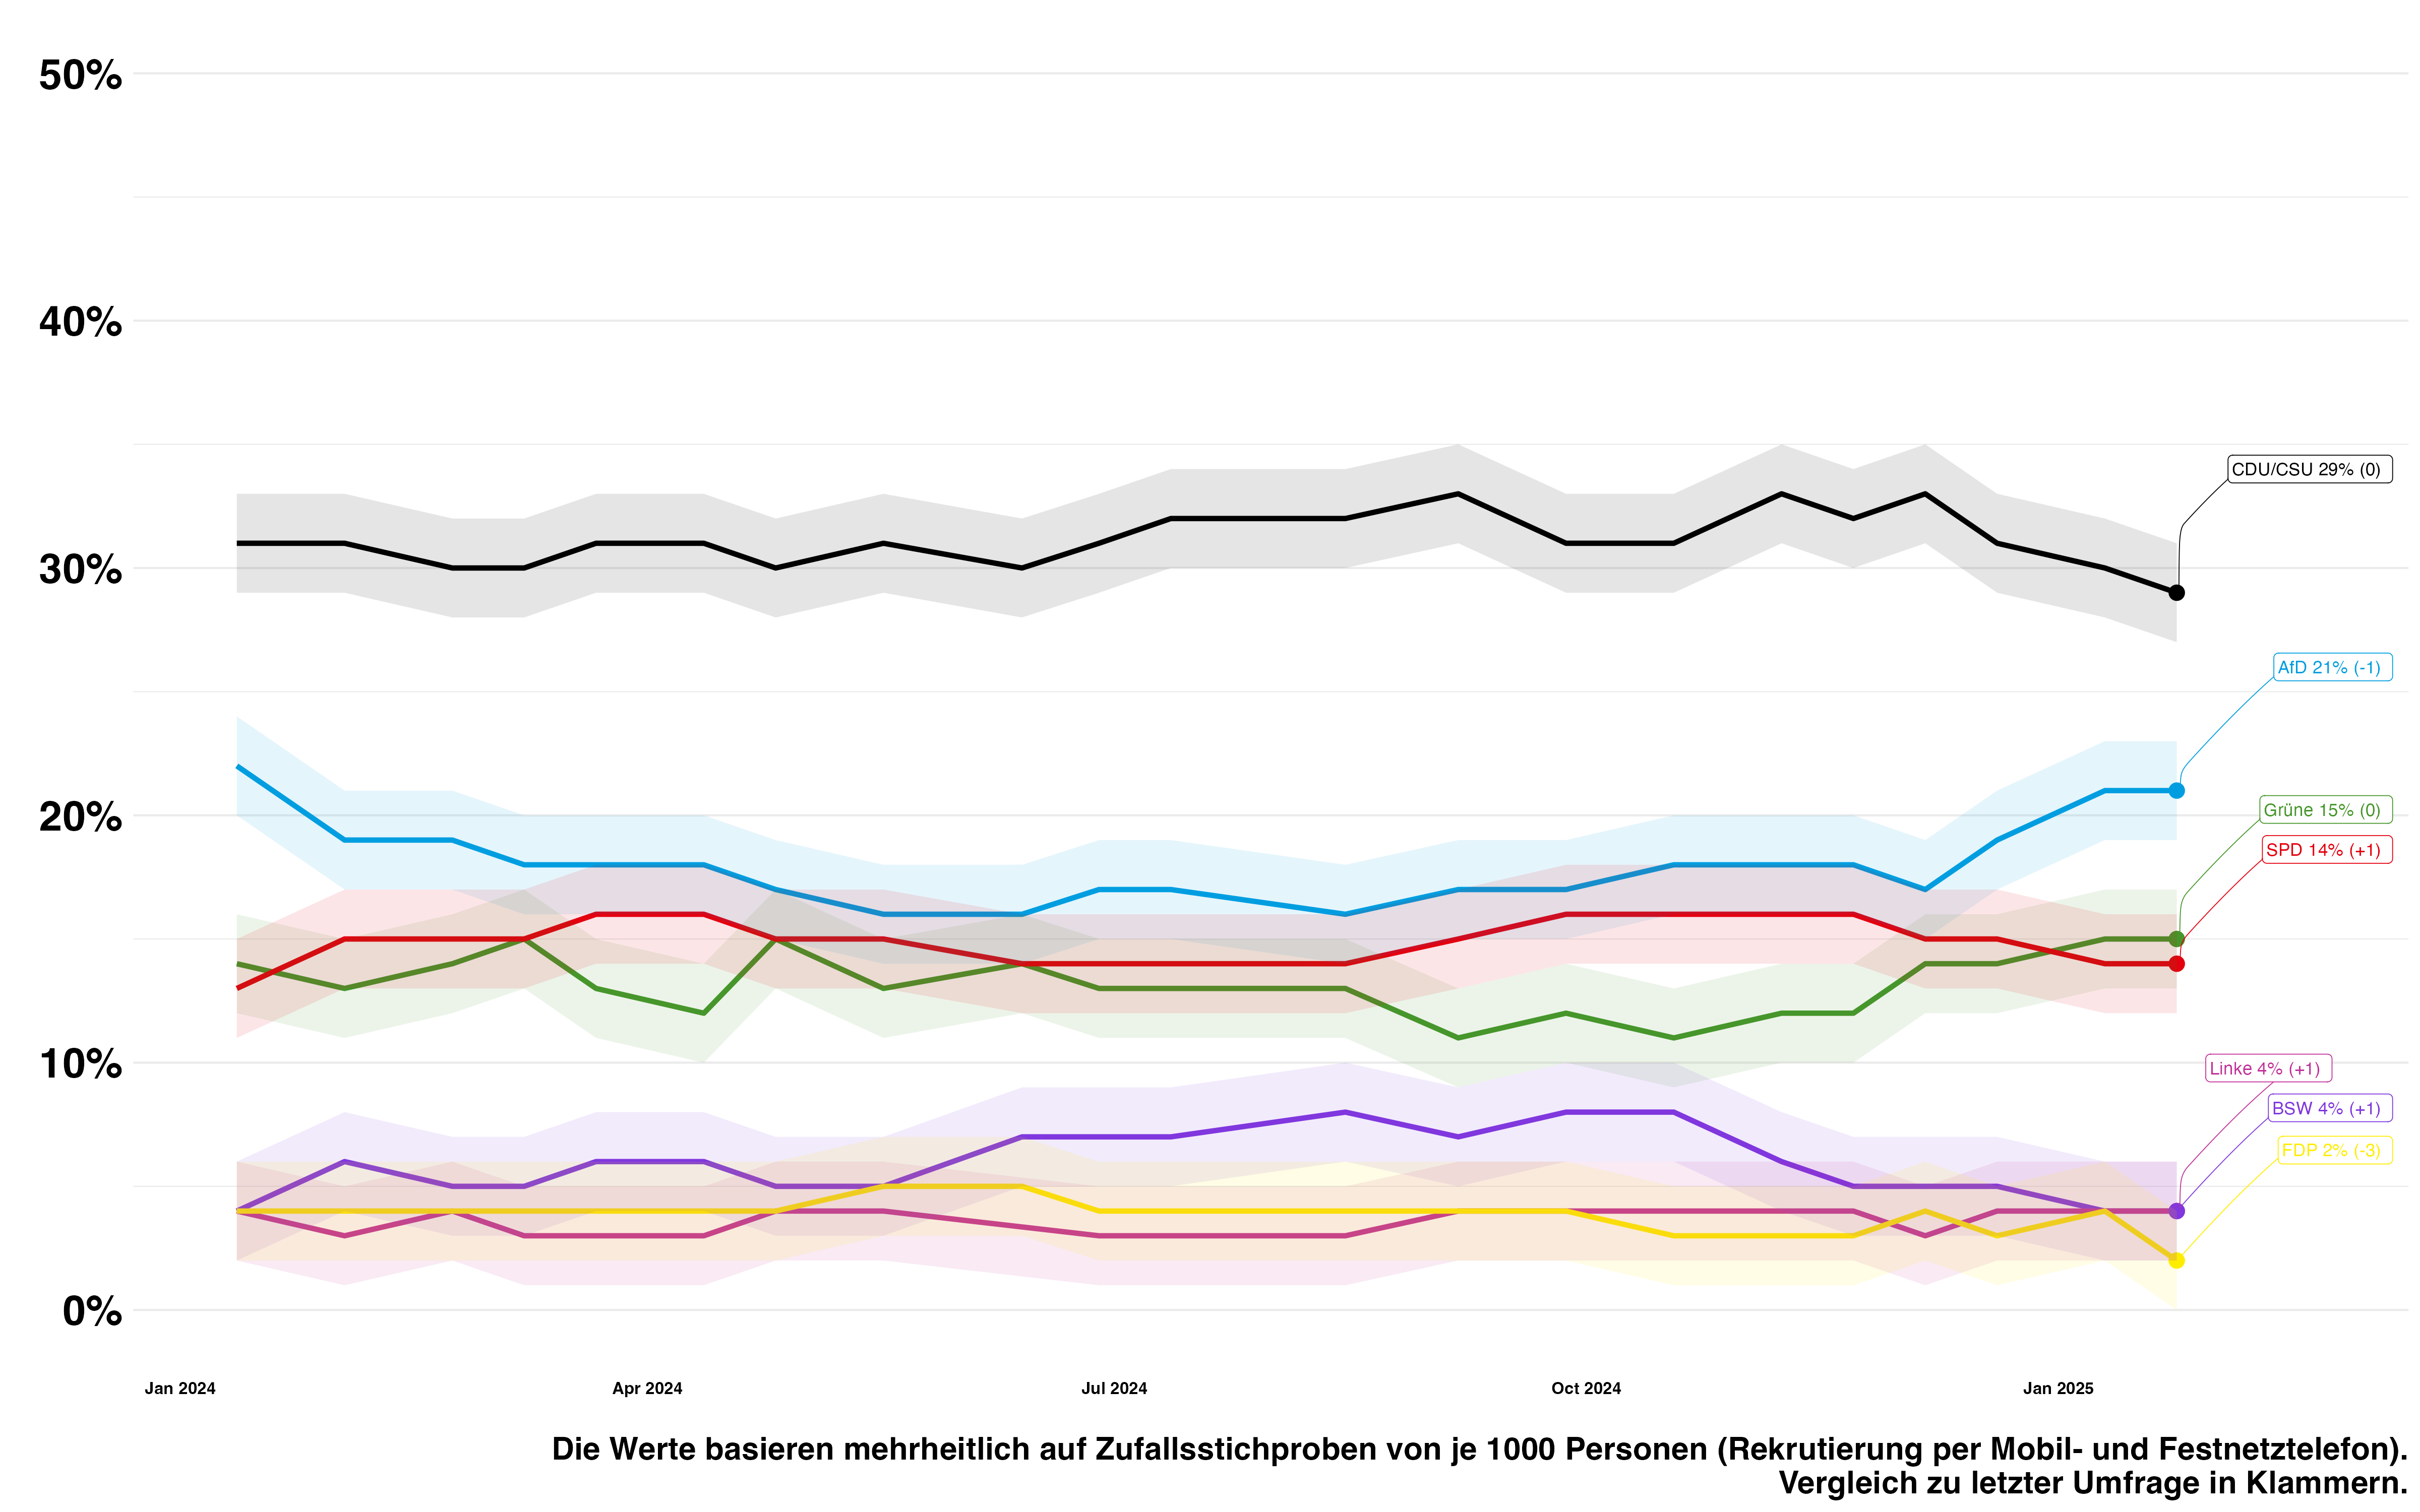 50%
40%
30%
20%
10%
0%
CDU/CSU 29% (0)
AfD 21% (-1)
Grüne 15% (0)
SPD 14% (+1)
Linke 4% (+1)
BSW 4% (+1)
FDP 2% (-3)
Jan 2024
Apr 2024
Jul 2024
Oct 2024
Jan 2025
Die Werte basieren mehrheitlich auf Zufallsstichproben von je 1000 Personen (Rekrutierung per Mobil- und Festnetztelefon).
Vergleich zu letzter Umfrage in Klammern.